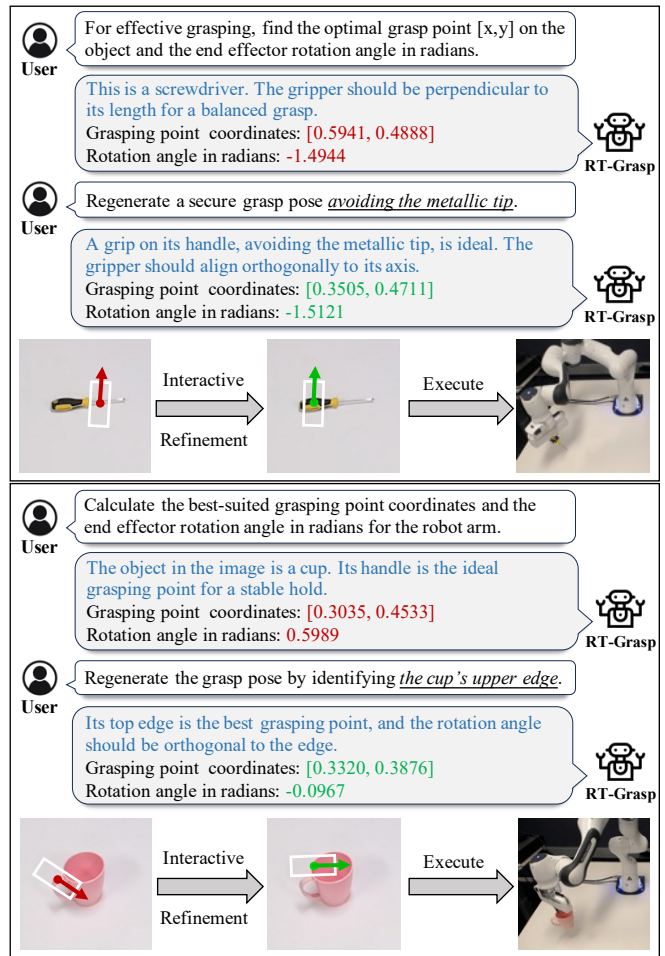 For effective grasping, find the optimal grasp point [x,y] on the
object and the end effector rotation angle in radians.
User
This is a screwdriver. The gripper should be perpendicular to
its length for a balanced grasp.
Grasping point coordinates: [0.5941, 0.4888]
Rotation angle in radians: -1.4944
RT-Grasp
Regenerate a secure grasp pose avoiding the metallic tip.
User
A grip on its handle, avoiding the metallic tip, is ideal. The
gripper should align orthogonally to its axis.
Grasping point coordinates: [0.3505, 0.4711]
Rotation angle in radians: -1.5121
RT-Grasp
Interactive
Refinement
Execute
Calculate the best-suited grasping point coordinates and the
end effector rotation angle in radians for the robot arm.
User
The object in the image is a cup. Its handle is the ideal
grasping point for a stable hold.
Grasping point coordinates: [0.3035, 0.4533]
Rotation angle in radians: 0.5989
RT-Grasp
Regenerate the grasp pose by identifying the cup's upper edge.
User
Its top edge is the best grasping point, and the rotation angle
should be orthogonal to the edge.
Grasping point coordinates: [0.3320, 0.3876]
Rotation angle in radians: -0.0967
RT-Grasp
Interactive
Refinement
Execute